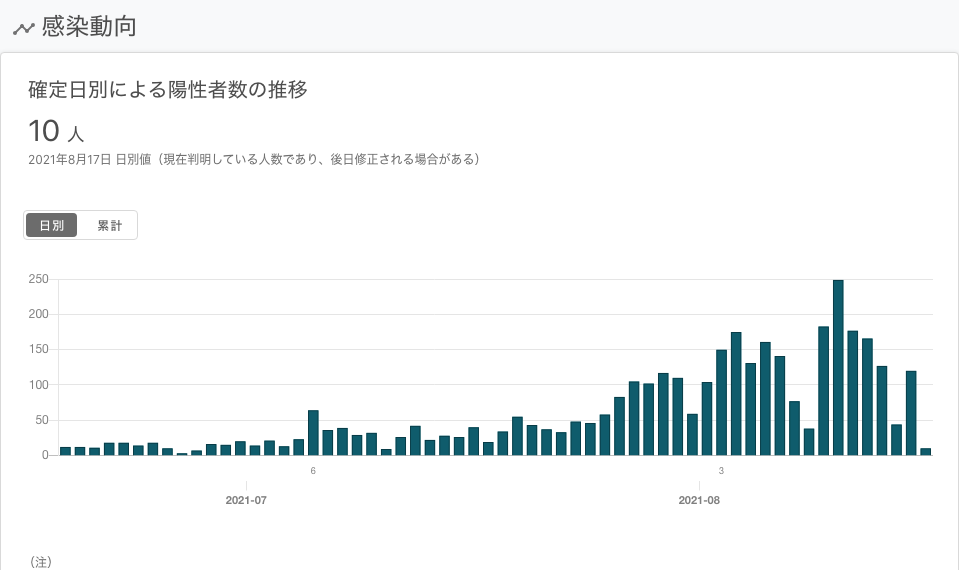 感染動向
確定日別による陽性者数の推移
10 人
2021年8月17日 日別値（現在判明している人数であり、後日修正される場合がある）
日別 累計
250
200
150
100
50
0
6 3
2021-07 2021-08
（注）